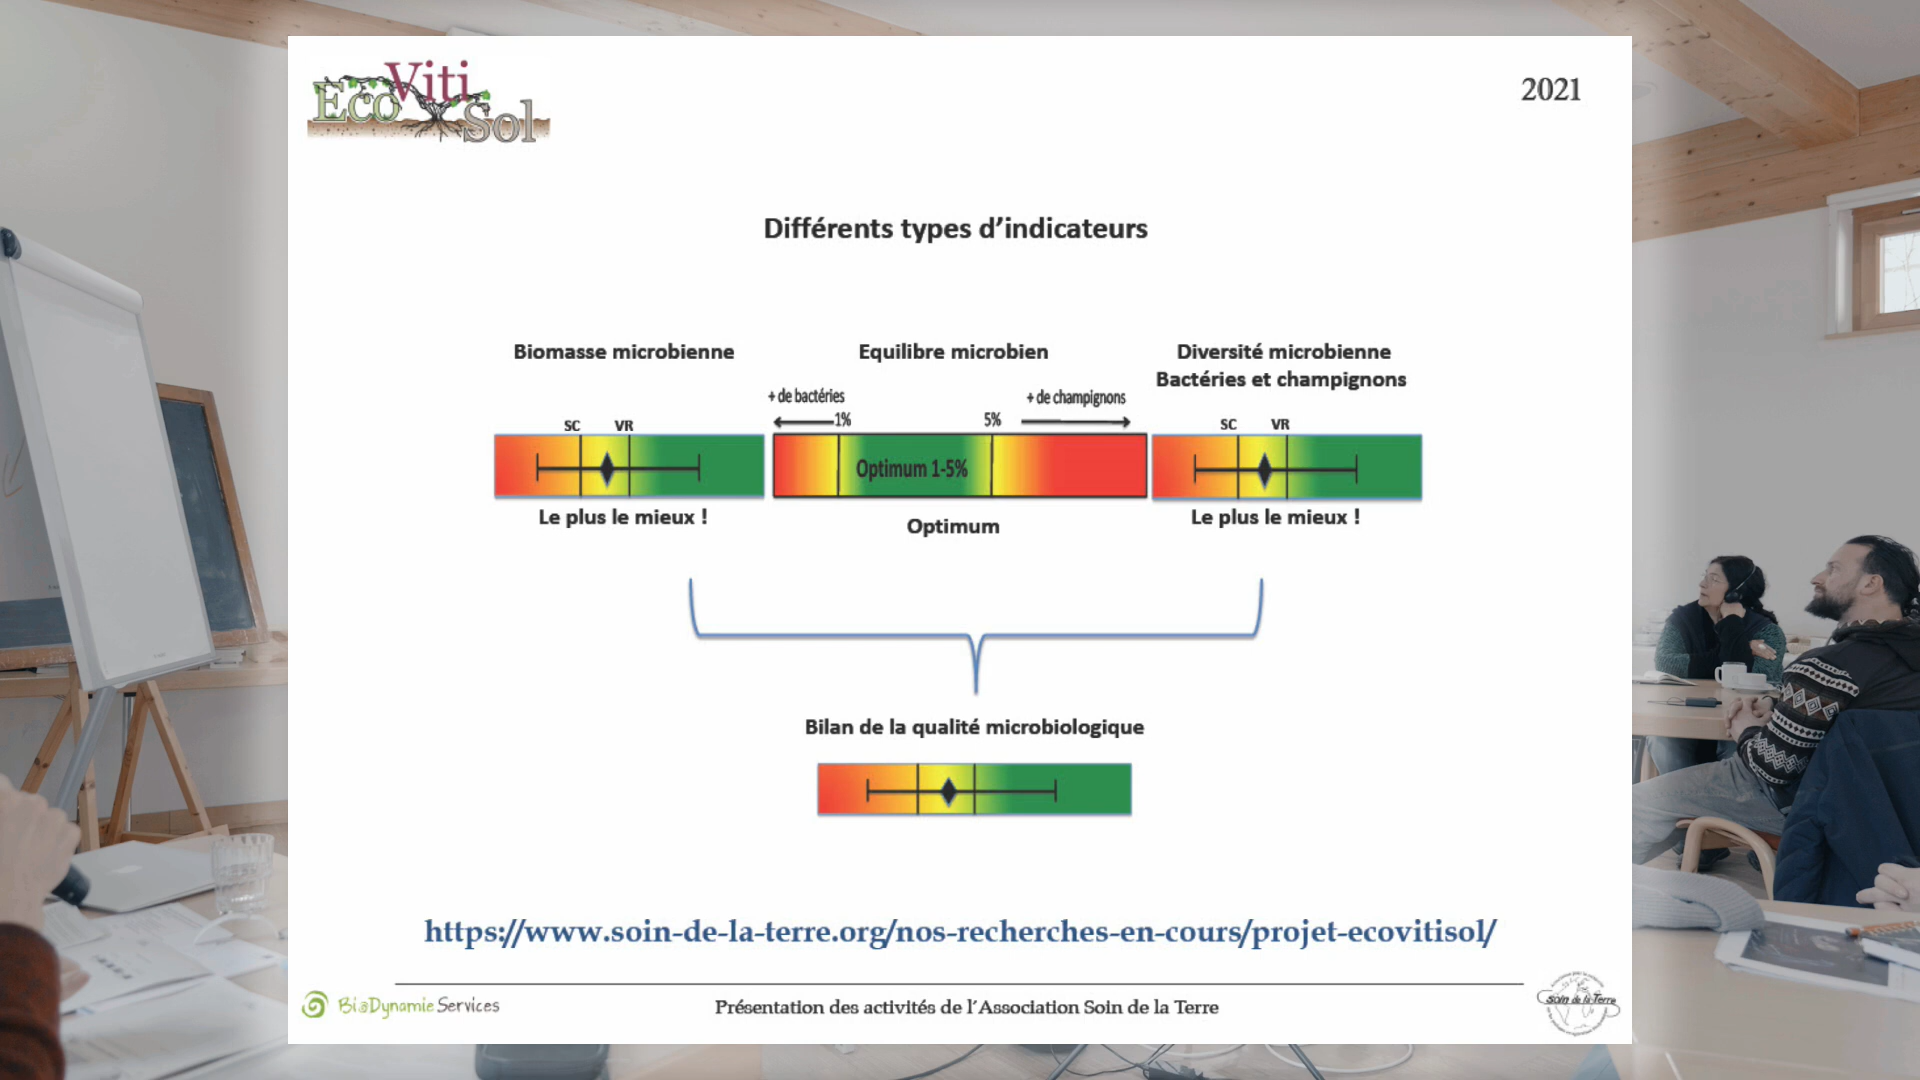 Eco Viti Sol
2021
Différents types d’indicateurs
Biomasse microbienne
SC VR
Le plus le mieux !
Equilibre microbien
+ de bactéries
1%
5%
+ de champignons
Optimum 1-5%
Optimum
Diversité microbienne
Bactéries et champignons
SC VR
Le plus le mieux !
Bilan de la qualité microbiologique
https://www.soin-de-la-terre.org/nos-recherches-en-cours/projet-ecovitisol/
BioDynamie Services
Présentation des activités de l'Association Soin de la Terre
Soin de la Terre